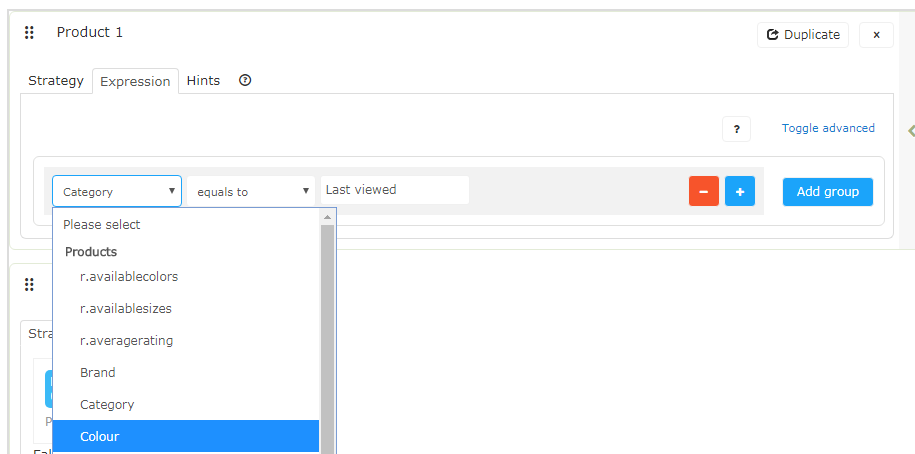 Product 1
Duplicate
x
Strategy
Expression
Hints
?
?
Toggle advanced
Category
equals to
Last viewed
−
+
Add group
Please select
Products
r.availablecolors
r.availablesizes
r.averagerating
Brand
Category
Colour
Stra
P